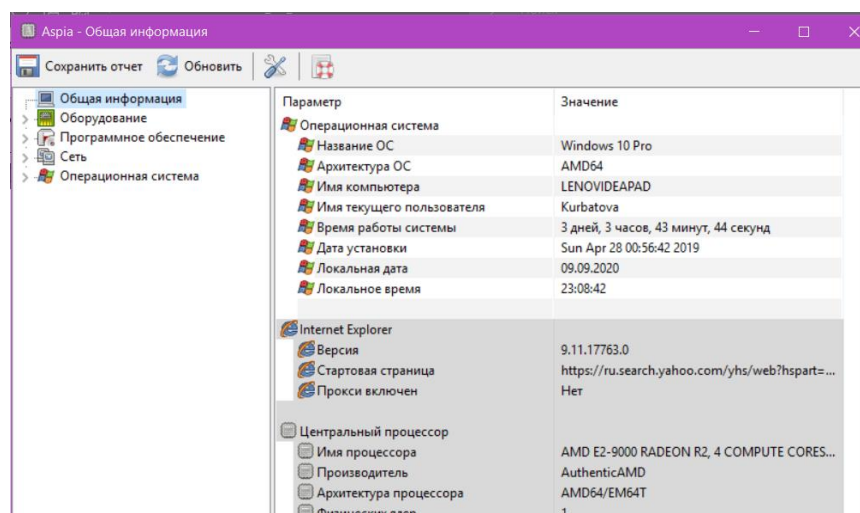 Aspia - Общая информация
Сохранить отчет Обновить
Общая информация
Оборудование
Программное обеспечение
Сеть
Операционная система
Параметр Значение
Операционная система
Название ОС Windows 10 Pro
Архитектура ОС AMD64
Имя компьютера LENOVIDEAPAD
Имя текущего пользователя Kurbatova
Время работы системы 3 дней, 3 часов, 43 минут, 44 секунд
Дата установки Sun Apr 28 00:56:42 2019
Локальная дата 09.09.2020
Локальное время 23:08:42
Internet Explorer
Версия 9.11.17763.0
Стартовая страница https://ru.search.yahoo.com/yhs/web?hspart=...
Прокси включен Нет
Центральный процессор
Имя процессора AMD E2-9000 RADEON R2, 4 COMPUTE CORES...
Производитель AuthenticAMD
Архитектура процессора AMD64/EM64T